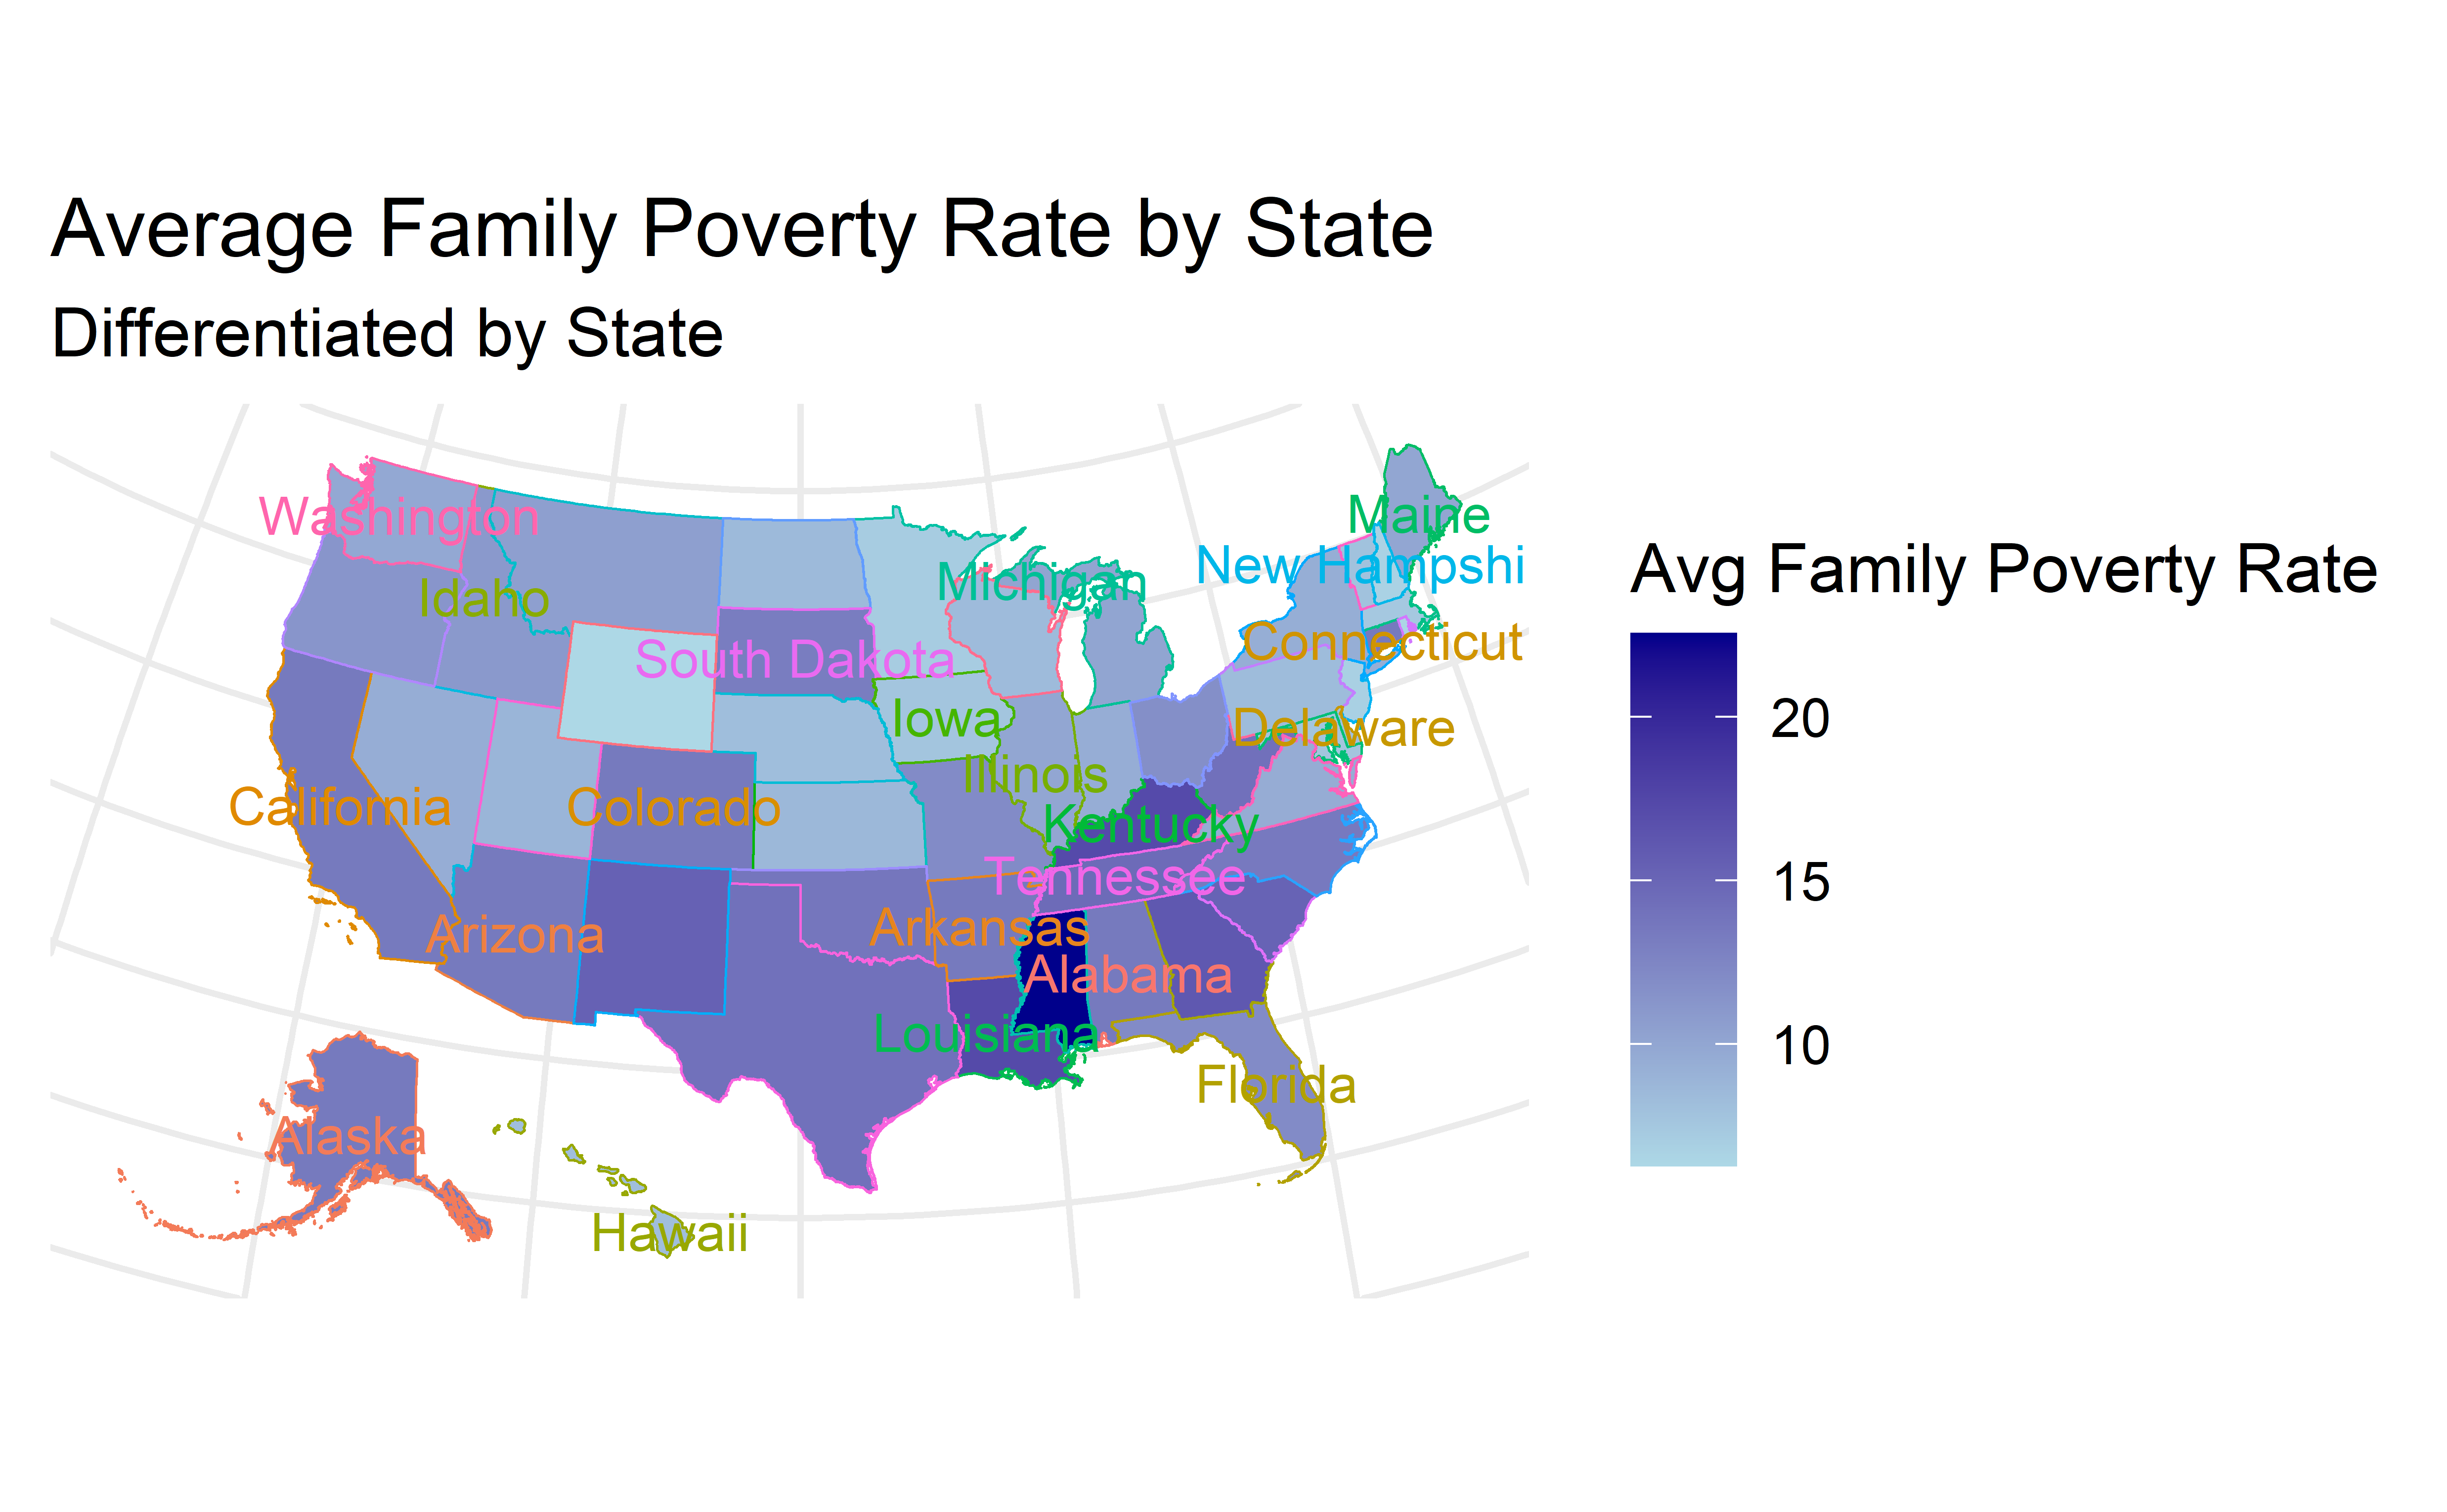 Average Family Poverty Rate by State
Differentiated by State
Washington
Maine
New Hampshi
Idaho
Michigan
Connecticut
South Dakota
Iowa
Delaware
Illinois
California
Colorado
Kentucky
Tennessee
Arizona
Arkansas
Alabama
Louisiana
Florida
Alaska
Hawaii
Avg Family Poverty Rate
20
15
10